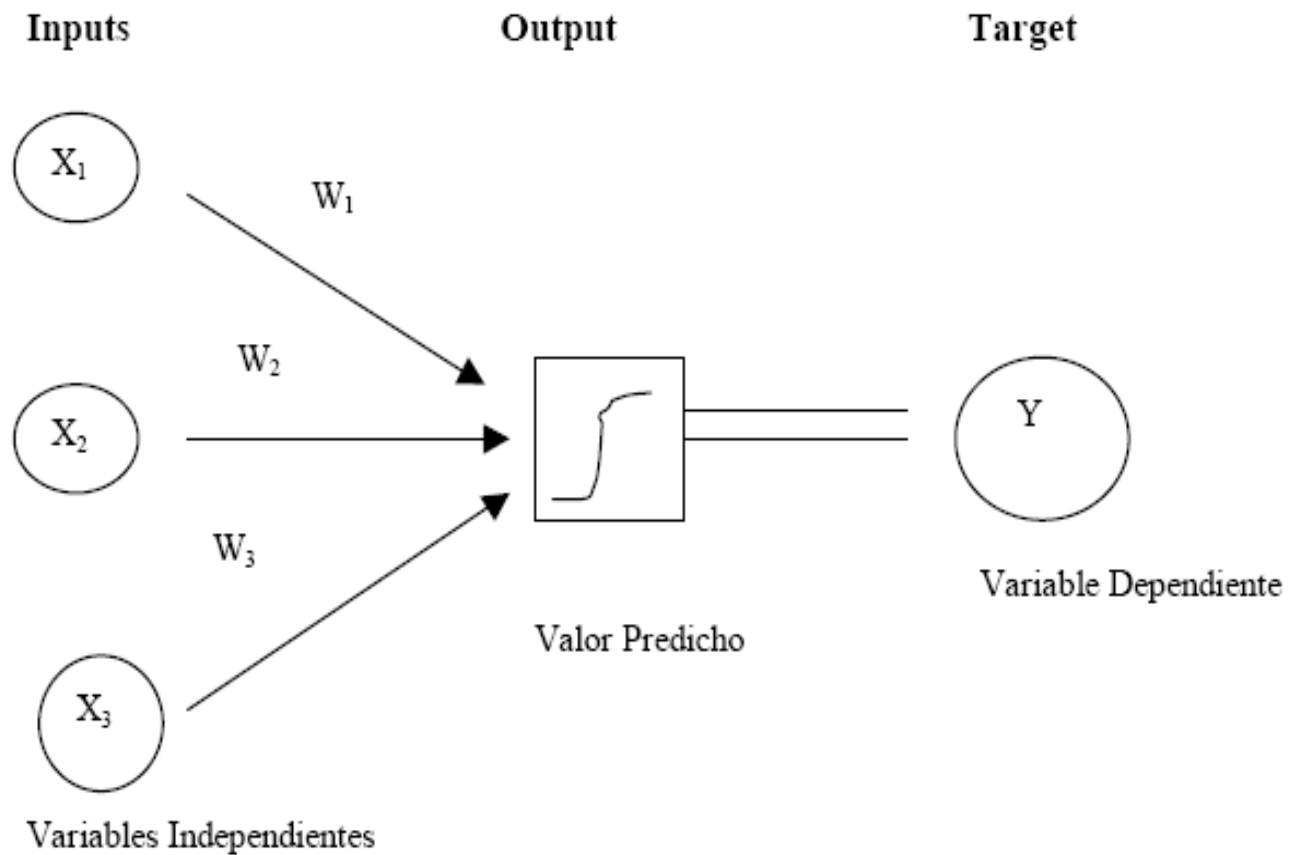 Inputs
Output
Target
X₁
W₁
W₂
X₂
Y
W₃
Variable Dependiente
Valor Predicho
X₃
Variables Independientes